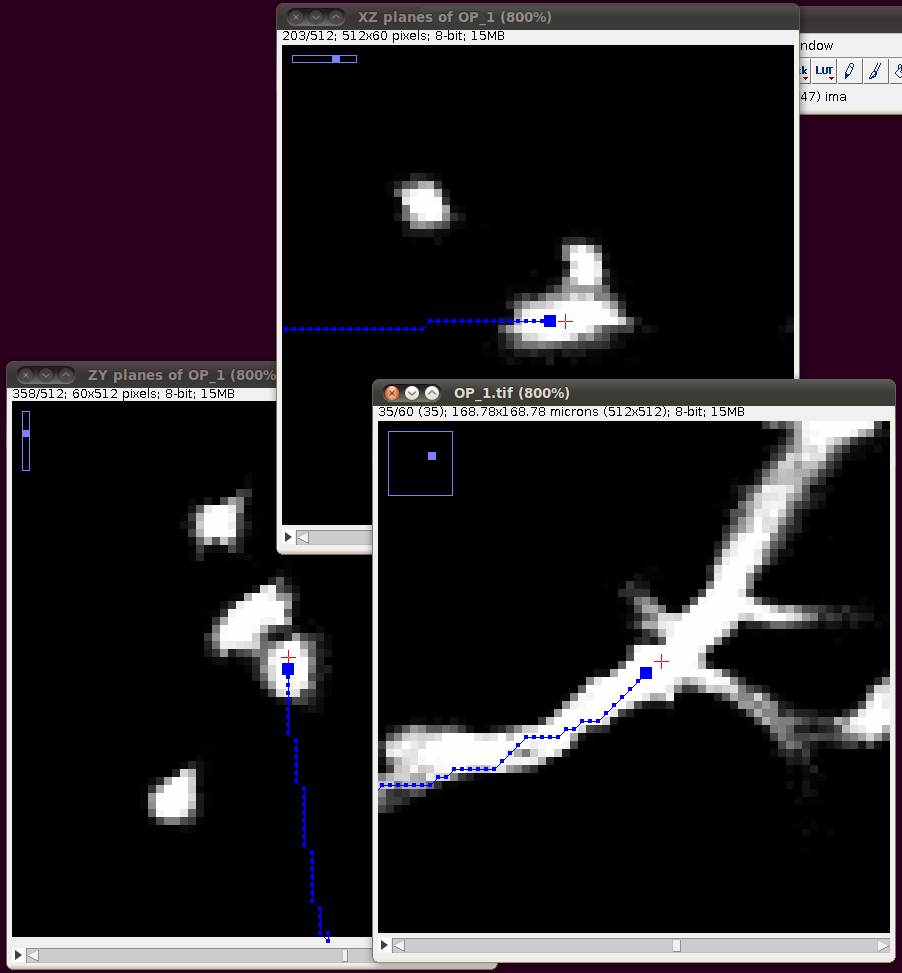 XZ planes of OP_1 (800%)
203/512; 512x60 pixels; 8-bit; 15MB
ndow
LUT
47) ima
ZY planes of OP_1 (800%
358/512; 60x512 pixels; 8-bit; 15MB
OP_1.tif (800%)
35/60 (35); 168.78x168.78 microns (512x512); 8-bit; 15MB